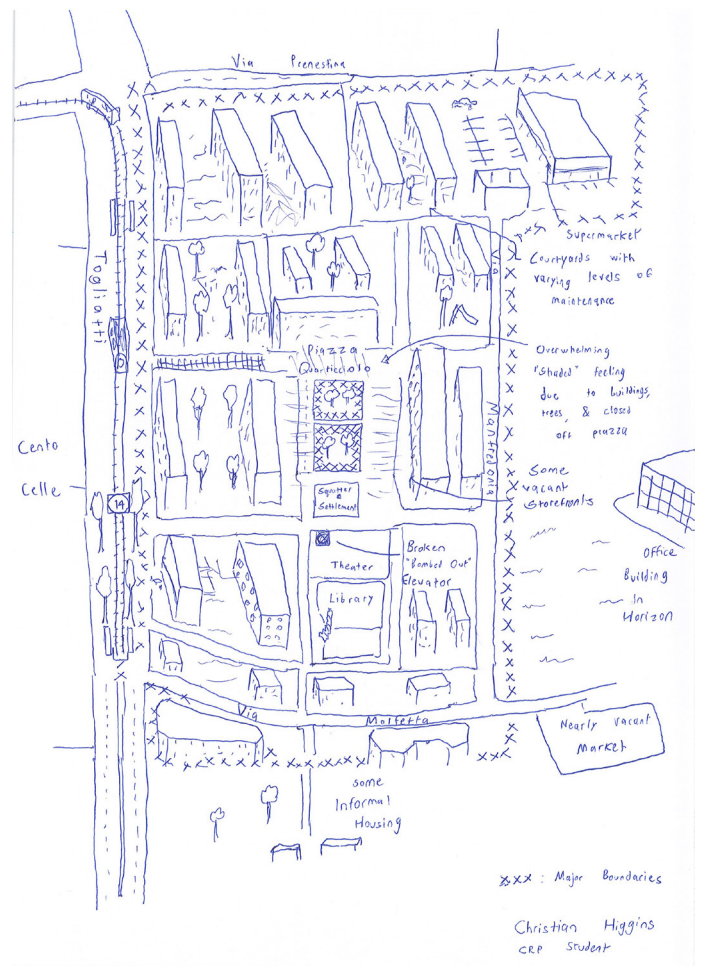 Via Prenestina
Togliatti
Supermarket
Via
Courtyards with
varying levels of
maintenance
Piazza
Quarticciolo
Overwhelming
"Shaded" feeling
due to buildings,
trees, & closed
off piazza
Manfredonia
Cento
Celle
Some
vacant
Storefronts
14
Squatter
Settlement
Office
Building
In
Horizon
Broken
"Bombed Out"
Elevator
Theater
Library
Via Molfetta
Nearly Vacant
Market
some
Informal
Housing
xxx : Major Boundaries
Christian Higgins
CRP Student